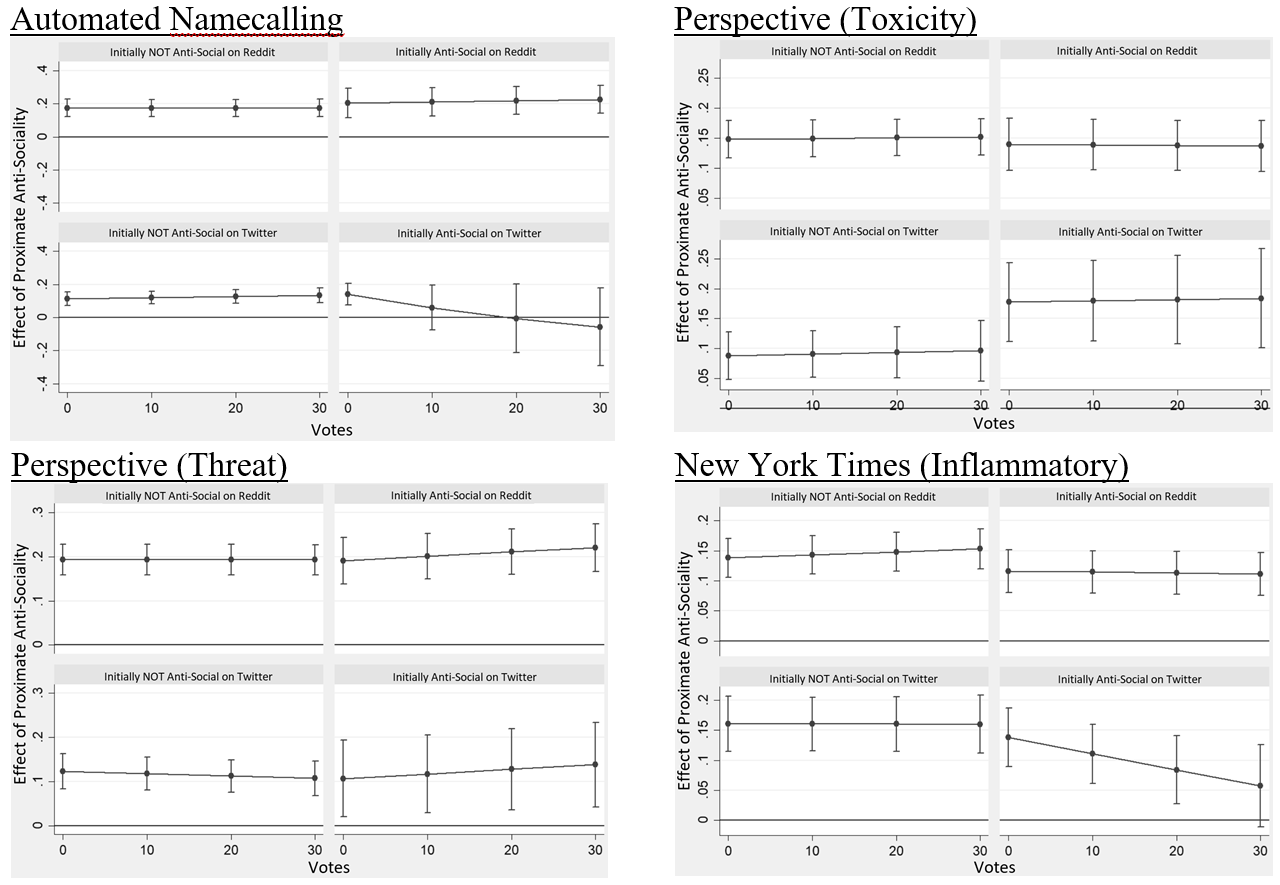 Automated Namecalling
Initially NOT Anti-Social on Reddit
Initially Anti-Social on Reddit
.4
.2
0
-.2
-.4
Initially NOT Anti-Social on Twitter
Initially Anti-Social on Twitter
.4
.2
0
-.2
-.4
Effect of Proximate Anti-Sociality
0 10 20 30 0 10 20 30
Votes
Perspective (Toxicity)
Initially NOT Anti-Social on Reddit
Initially Anti-Social on Reddit
.25
.2
.15
.1
.05
Initially NOT Anti-Social on Twitter
Initially Anti-Social on Twitter
.25
.2
.15
.1
.05
Effect of Proximate Anti-Sociality
0 10 20 30 0 10 20 30
Votes
Perspective (Threat)
Initially NOT Anti-Social on Reddit
Initially Anti-Social on Reddit
.3
.2
.1
0
Initially NOT Anti-Social on Twitter
Initially Anti-Social on Twitter
.3
.2
.1
0
Effect of Proximate Anti-Sociality
0 10 20 30 0 10 20 30
Votes
New York Times (Inflammatory)
Initially NOT Anti-Social on Reddit
Initially Anti-Social on Reddit
.2
.15
.1
.05
0
Initially NOT Anti-Social on Twitter
Initially Anti-Social on Twitter
.2
.15
.1
.05
0
Effect of Proximate Anti-Sociality
0 10 20 30 0 10 20 30
Votes